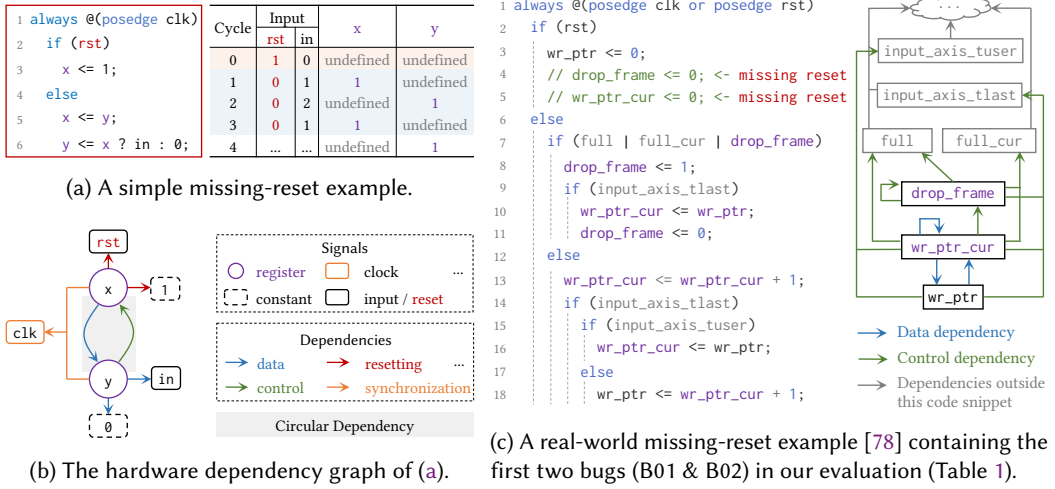 1 always @(posedge clk)
2 if (rst)
3 x <= 1;
4 else
5 x <= y;
6 y <= x ? in : 0;
Cycle Input x y
rst in
0 1 0 undefined undefined
1 0 1 1 undefined
2 0 2 undefined 1
3 0 1 1 undefined
4 ... ... undefined 1
(a) A simple missing-reset example.
rst
x
1
clk
y
in
0
Signals
register clock ...
constant input / reset
Dependencies
data resetting ...
control synchronization
Circular Dependency
(b) The hardware dependency graph of (a).
1 always @(posedge clk or posedge rst)
2 if (rst)
3 wr_ptr <= 0;
4 // drop_frame <= 0; <- missing reset
5 // wr_ptr_cur <= 0; <- missing reset
6 else
7 if (full | full_cur | drop_frame)
8 drop_frame <= 1;
9 if (input_axis_tlast)
10 wr_ptr_cur <= wr_ptr;
11 drop_frame <= 0;
12 else
13 wr_ptr_cur <= wr_ptr_cur + 1;
14 if (input_axis_tlast)
15 if (input_axis_tuser)
16 wr_ptr_cur <= wr_ptr;
17 else
18 wr_ptr <= wr_ptr_cur + 1;
...
input_axis_tuser
input_axis_tlast
full full_cur
drop_frame
wr_ptr_cur
wr_ptr
Data dependency
Control dependency
Dependencies outside
this code snippet
(c) A real-world missing-reset example [78] containing the
first two bugs (B01 & B02) in our evaluation (Table 1).